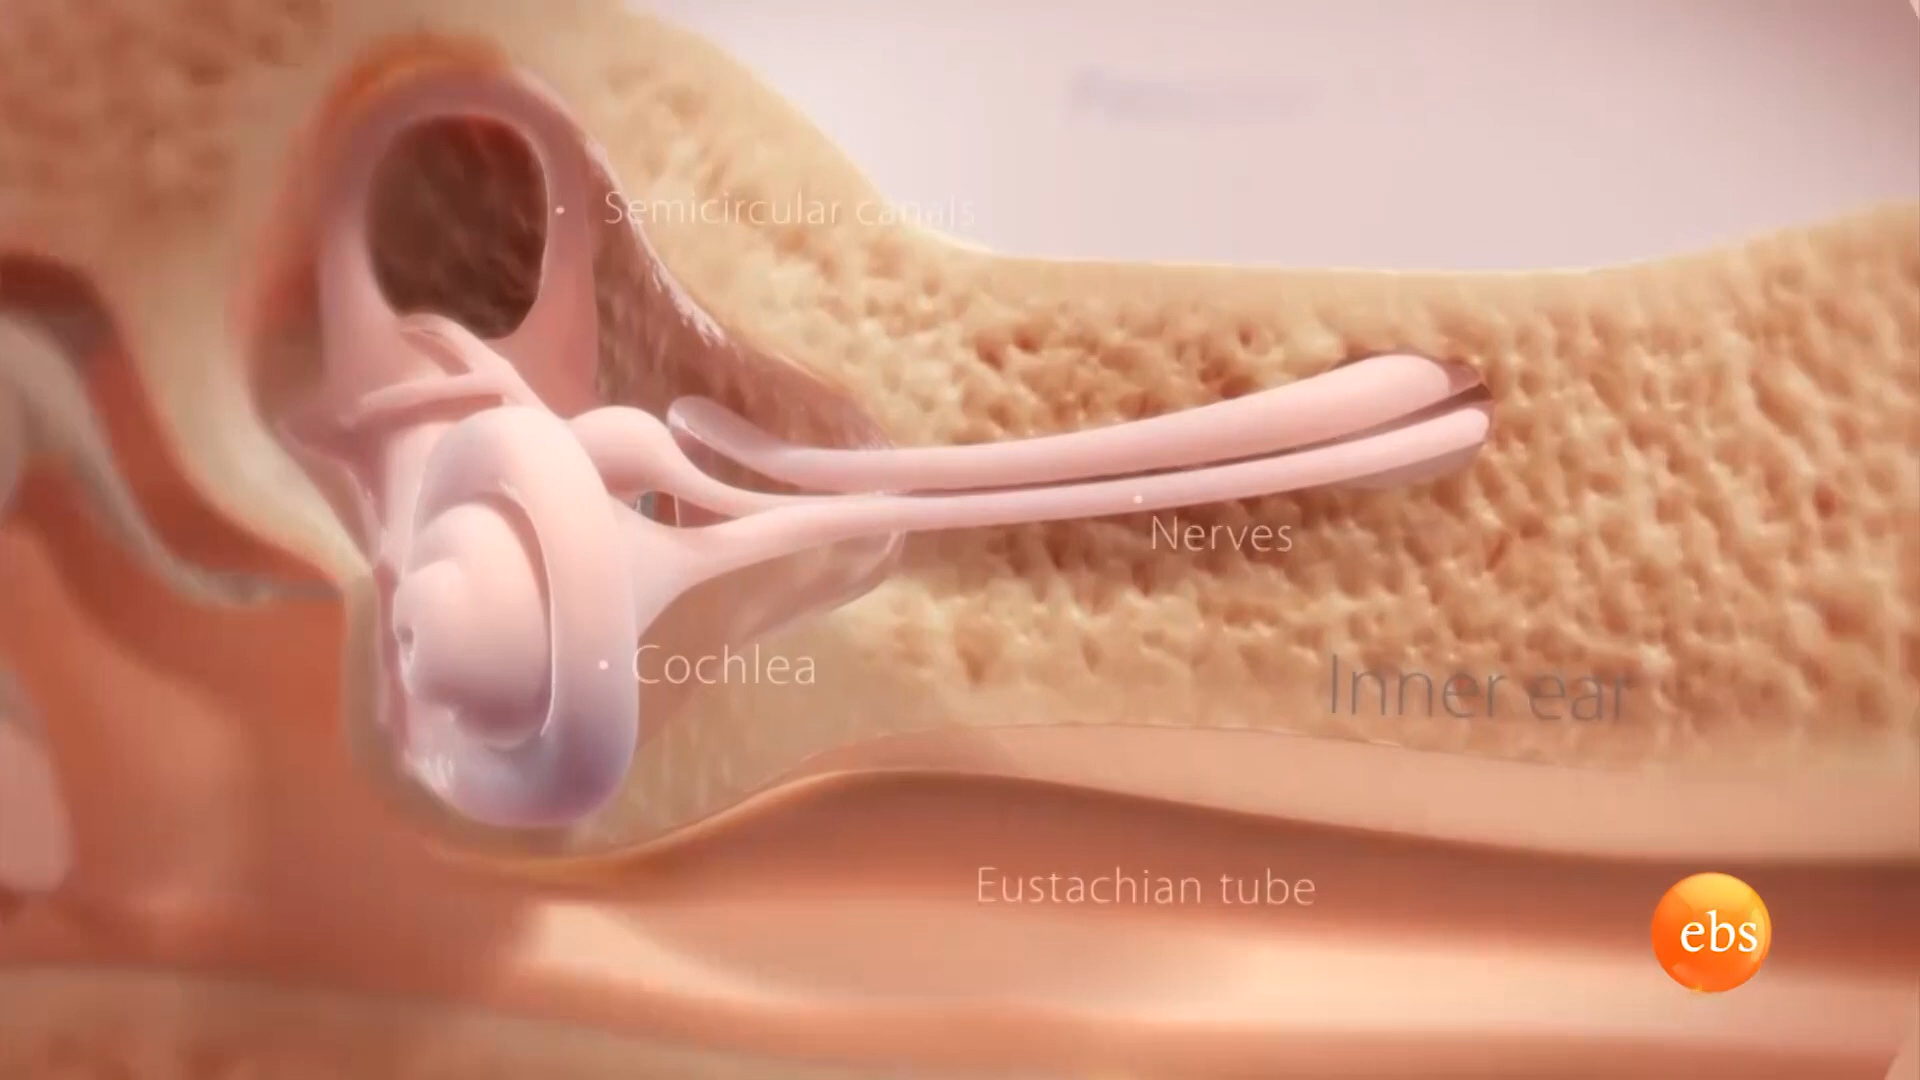 Semicircular canals
Nerves
Cochlea
Inner ear
Eustachian tube
ebs